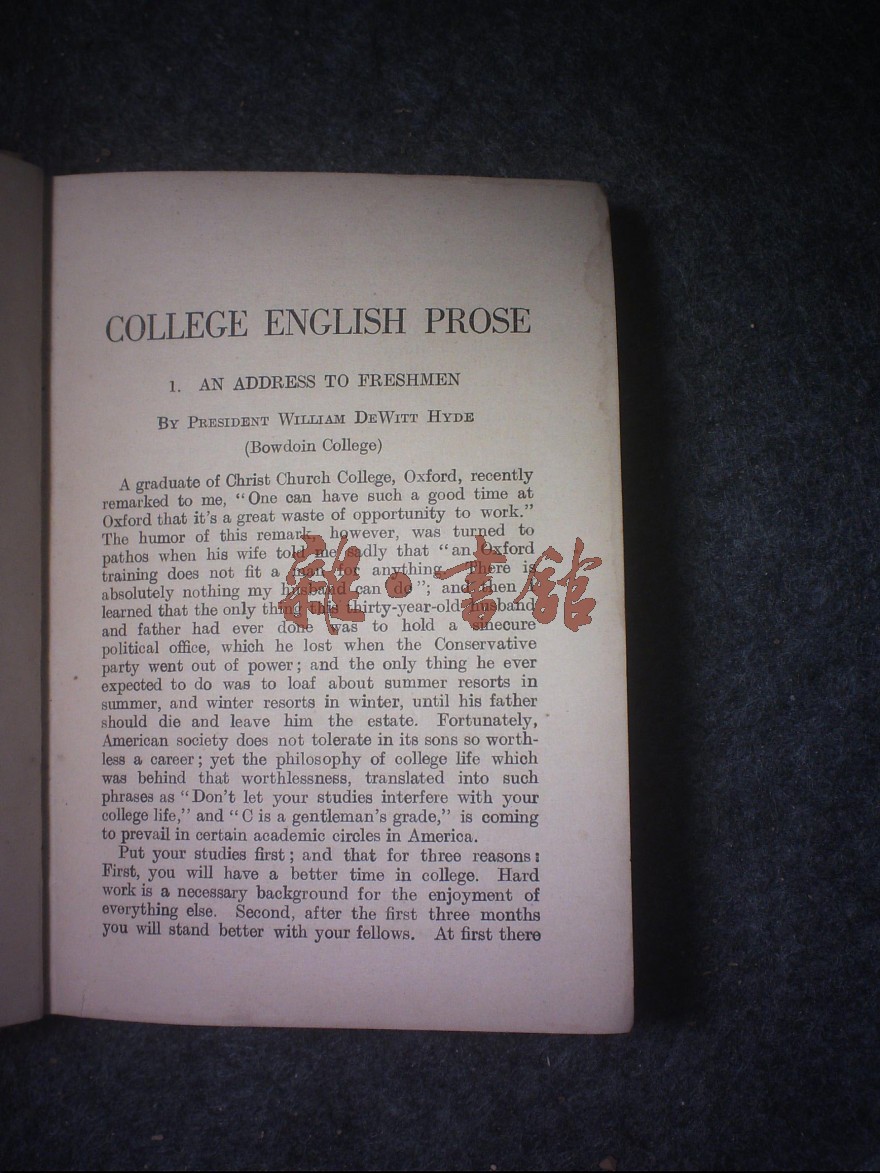 COLLEGE ENGLISH PROSE
1. AN ADDRESS TO FRESHMEN
By President William DeWitt Hyde
(Bowdoin College)
A graduate of Christ Church College, Oxford, recently
remarked to me, “One can have such a good time at
Oxford that it's a great waste of opportunity to work.”
The humor of this remark, however, was turned to
pathos when his wife told me sadly that “an Oxford
training does not fit a man for anything. There is
absolutely nothing my husband can do”; and then I
learned that the only thing this thirty-year-old husband
and father had ever done was to hold a sinecure
political office, which he lost when the Conservative
party went out of power; and the only thing he ever
expected to do was to loaf about summer resorts in
summer, and winter resorts in winter, until his father
should die and leave him the estate. Fortunately,
American society does not tolerate in its sons so worth-
less a career; yet the philosophy of college life which
was behind that worthlessness, translated into such
phrases as “Don't let your studies interfere with your
college life,” and “C is a gentleman's grade,” is coming
to prevail in certain academic circles in America.
Put your studies first; and that for three reasons:
First, you will have a better time in college. Hard
work is a necessary background for the enjoyment of
everything else. Second, after the first three months
you will stand better with your fellows. At first there
雜·書館